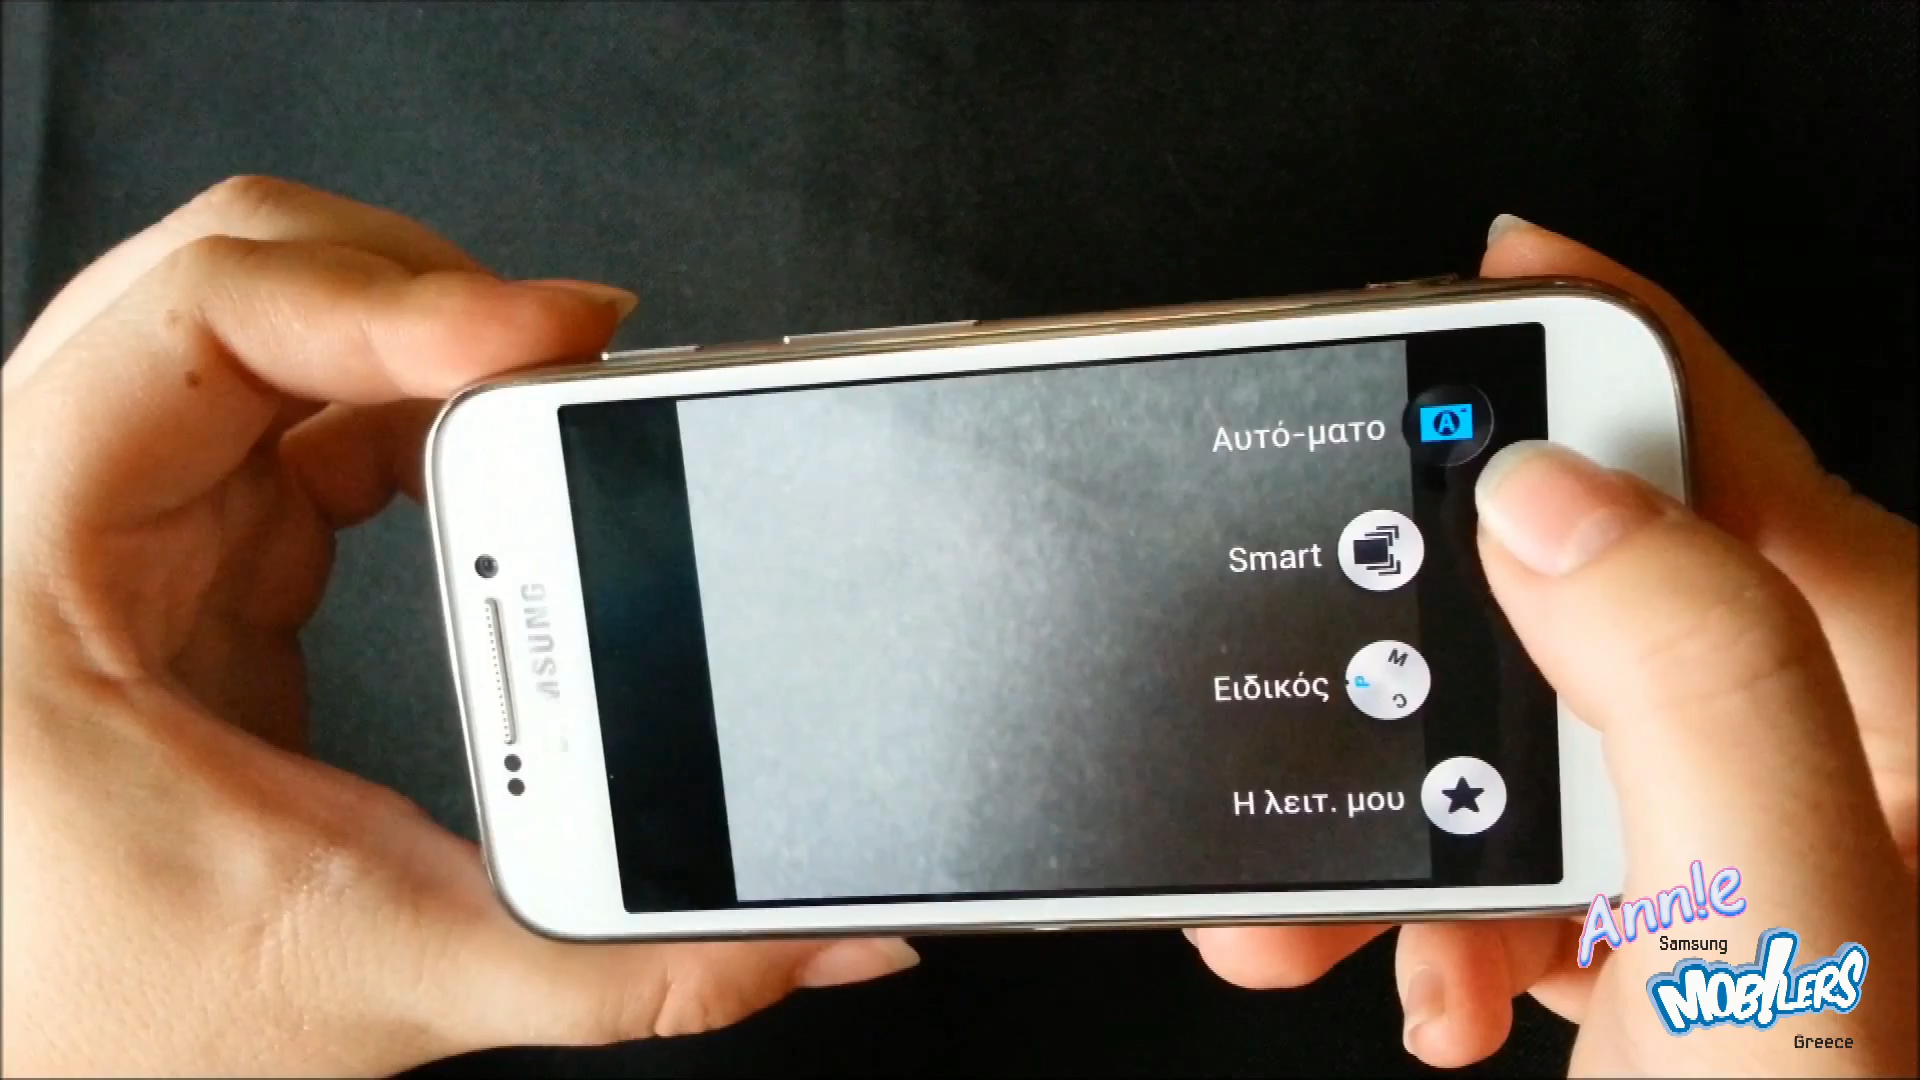 Αυτό-ματο
A
Smart
SAMSUNG
Ειδικός
M
P
C
Η λειτ. μου
Ann!e
Samsung
MOB!LERS
Greece